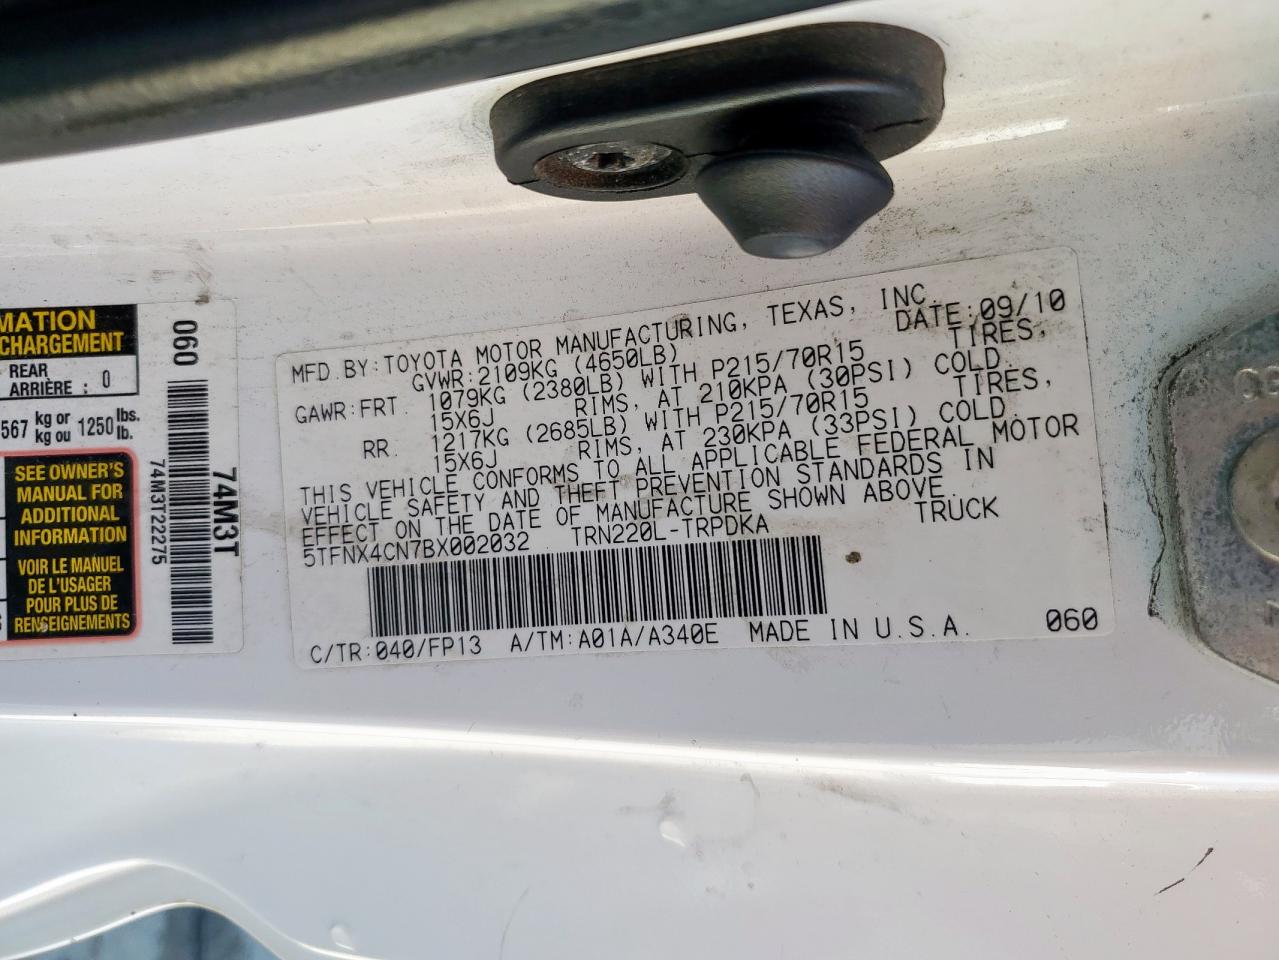 MATION
CHARGEMENT
REAR
ARRIÈRE : 0
567 kg or 1250 lbs.
kg ou lb.
SEE OWNER'S
MANUAL FOR
ADDITIONAL
INFORMATION
VOIR LE MANUEL
DE L'USAGER
POUR PLUS DE
RENSEIGNEMENTS
060
74M3T22275
74M3T
MFD.BY:TOYOTA MOTOR MANUFACTURING, TEXAS, INC.
GVWR:2109KG (4650LB) DATE:09/10
GAWR:FRT. 1079KG (2380LB) WITH P215/70R15 TIRES,
15X6J RIMS, AT 210KPA (30PSI) COLD.
RR. 1217KG (2685LB) WITH P215/70R15 TIRES,
15X6J RIMS, AT 230KPA (33PSI) COLD.
THIS VEHICLE CONFORMS TO ALL APPLICABLE FEDERAL MOTOR
VEHICLE SAFETY AND THEFT PREVENTION STANDARDS IN
EFFECT ON THE DATE OF MANUFACTURE SHOWN ABOVE.
5TFNX4CN7BX002032 TRN220L-TRPDKA TRUCK
C/TR:040/FP13 A/TM:A01A/A340E MADE IN U.S.A. 060